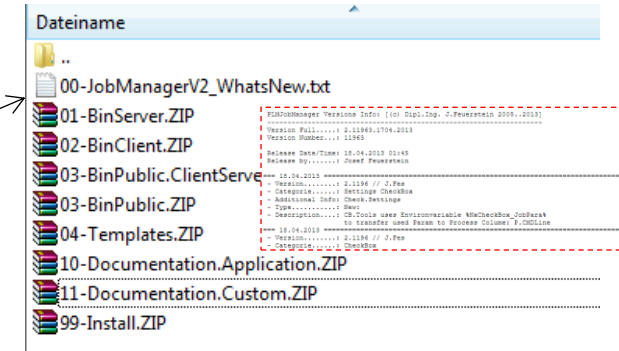 Dateiname
..
00-JobManagerV2_WhatsNew.txt
01-BinServer.ZIP
02-BinClient.ZIP
03-BinPublic.ClientServe
03-BinPublic.ZIP
04-Templates.ZIP
10-Documentation.Application.ZIP
11-Documentation.Custom.ZIP
99-Install.ZIP
PLMJobManager Versions Info: [(c) Dipl.Ing. J.Feuerstein 2005..2013]
Version Full....: 2.11963.1704.2013
Version Number...: 11963
Release Date/Time: 18.04.2013 01:45
Release by.......: Josef Feuerstein
=== 18.04.2013 ===
- Version........: 2.1196 // J.Feu
- Categorie......: Settings CheckBox
- Additional Info: Check.Settings
- Type...........: New:
- Description....: CB.Tools uses Environvariable %NxCheckBox_JobPara%
to transfer used Param to Process Colume: P.CMDLine
=== 18.04.2013 ===
- Version........: 2.1196 // J.Feu
- Categorie......: CheckBox